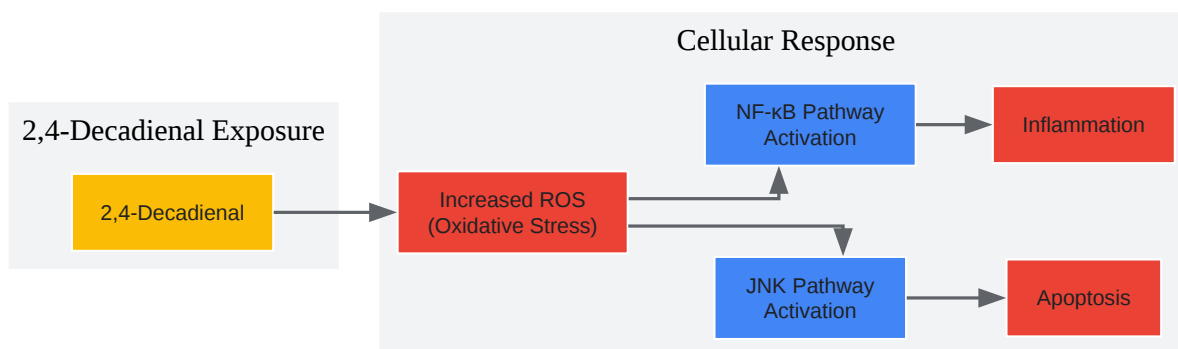 Cellular Response
2,4-Decadienal Exposure
2,4-Decadienal
Increased ROS
(Oxidative Stress)
NF-κB Pathway
Activation
Inflammation
JNK Pathway
Activation
Apoptosis